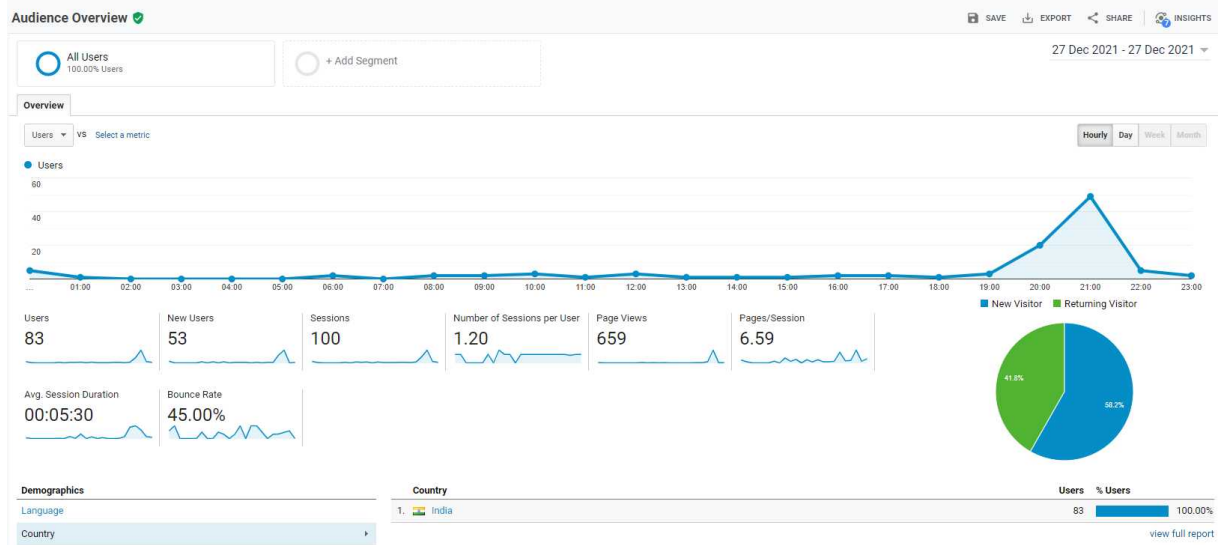 Audience Overview
SAVE EXPORT SHARE INSIGHTS
7
All Users
100.00% Users
+ Add Segment
27 Dec 2021 - 27 Dec 2021
Overview
Users VS Select a metric
Hourly Day Week Month
Users
60
40
20
... 01:00 02:00 03:00 04:00 05:00 06:00 07:00 08:00 09:00 10:00 11:00 12:00 13:00 14:00 15:00 16:00 17:00 18:00 19:00 20:00 21:00 22:00 23:00
New Visitor Returning Visitor
Users
83
New Users
53
Sessions
100
Number of Sessions per User
1.20
Page Views
659
Pages/Session
6.59
Avg. Session Duration
00:05:30
Bounce Rate
45.00%
41.8%
58.2%
Demographics
Language
Country
Country Users % Users
1. India 83 100.00%
view full report